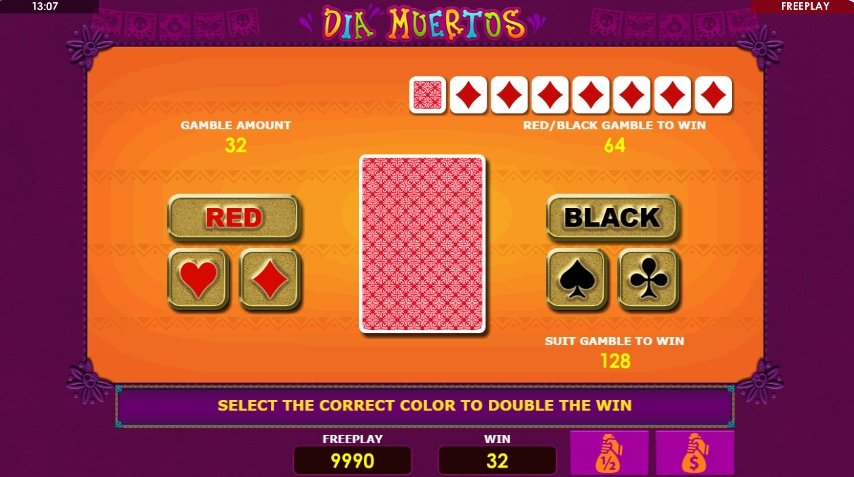 13:07
DIA MUERTOS
FREEPLAY
GAMBLE AMOUNT
32
RED/BLACK GAMBLE TO WIN
64
RED
BLACK
SUIT GAMBLE TO WIN
128
SELECT THE CORRECT COLOR TO DOUBLE THE WIN
FREEPLAY
9990
WIN
32
½
$